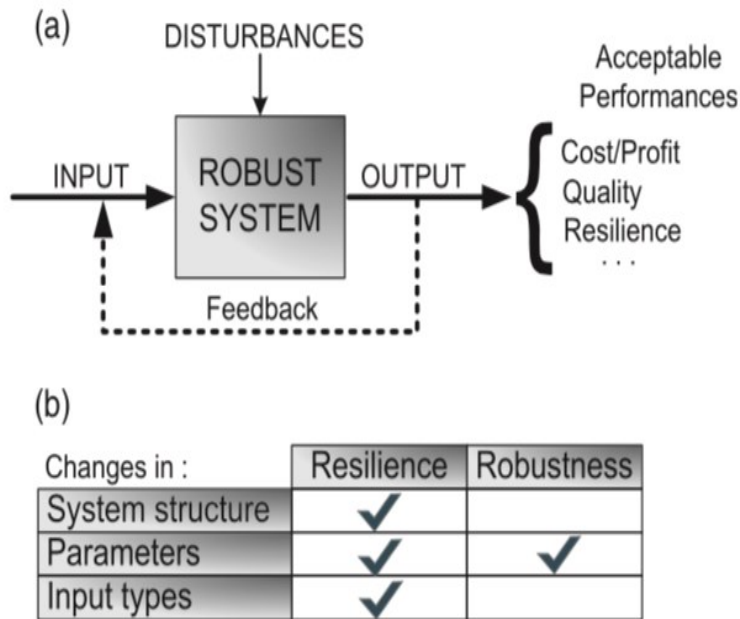 (a)
DISTURBANCES
Acceptable
Performances
INPUT
ROBUST
SYSTEM
OUTPUT
Cost/Profit
Quality
Resilience
. . .
Feedback
(b)
Changes in : Resilience Robustness
System structure ✓
Parameters ✓ ✓
Input types ✓